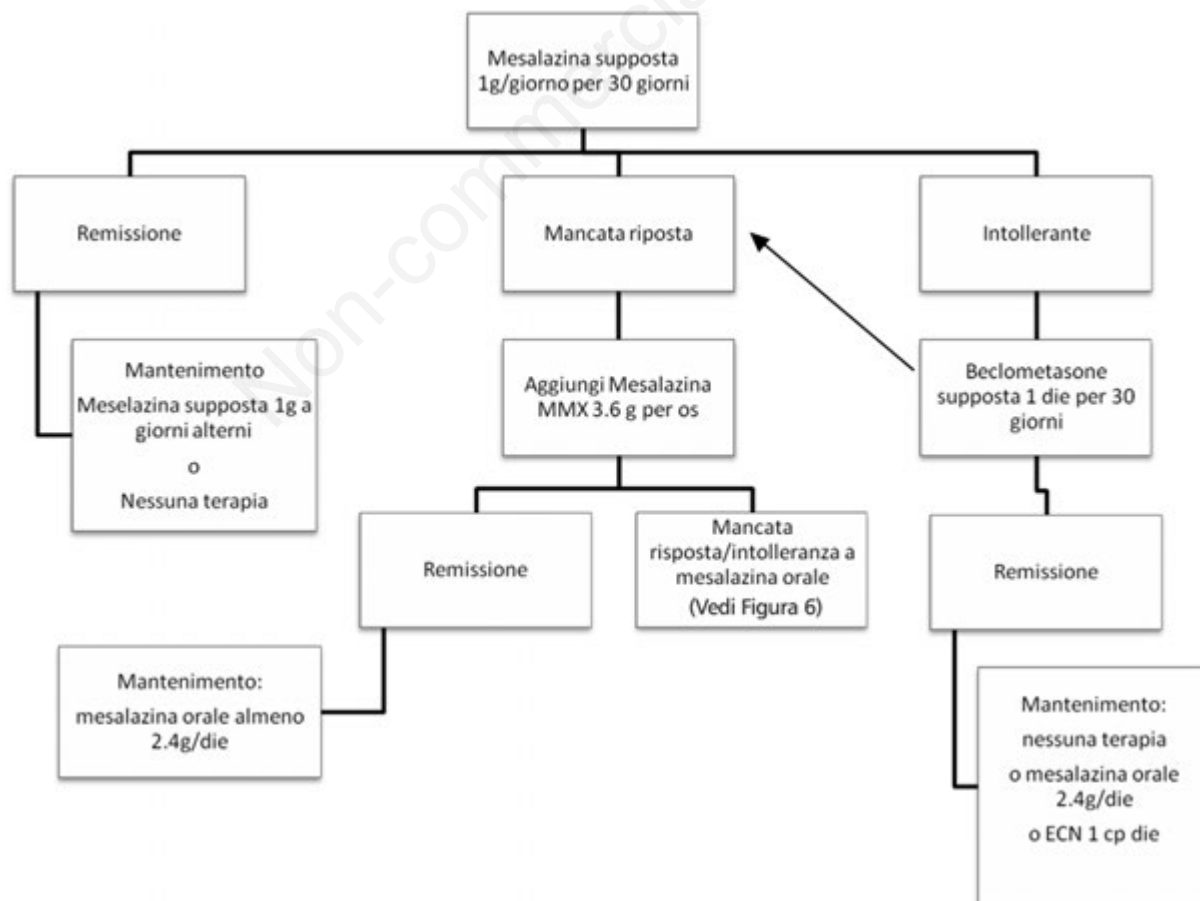 Non-commercial
Mesalazina supposta
1g/giorno per 30 giorni
Remissione
Mancata riposta
Intollerante
Mantenimento
Meselazina supposta 1g a
giorni alterni
o
Nessuna terapia
Aggiungi Mesalazina
MMX 3.6 g per os
Beclometasone
supposta 1 die per 30
giorni
Remissione
Mancata
risposta/intolleranza a
mesalazina orale
(Vedi Figura 6)
Remissione
Mantenimento:
mesalazina orale almeno
2.4g/die
Mantenimento:
nessuna terapia
o mesalazina orale
2.4g/die
o ECN 1 cp die